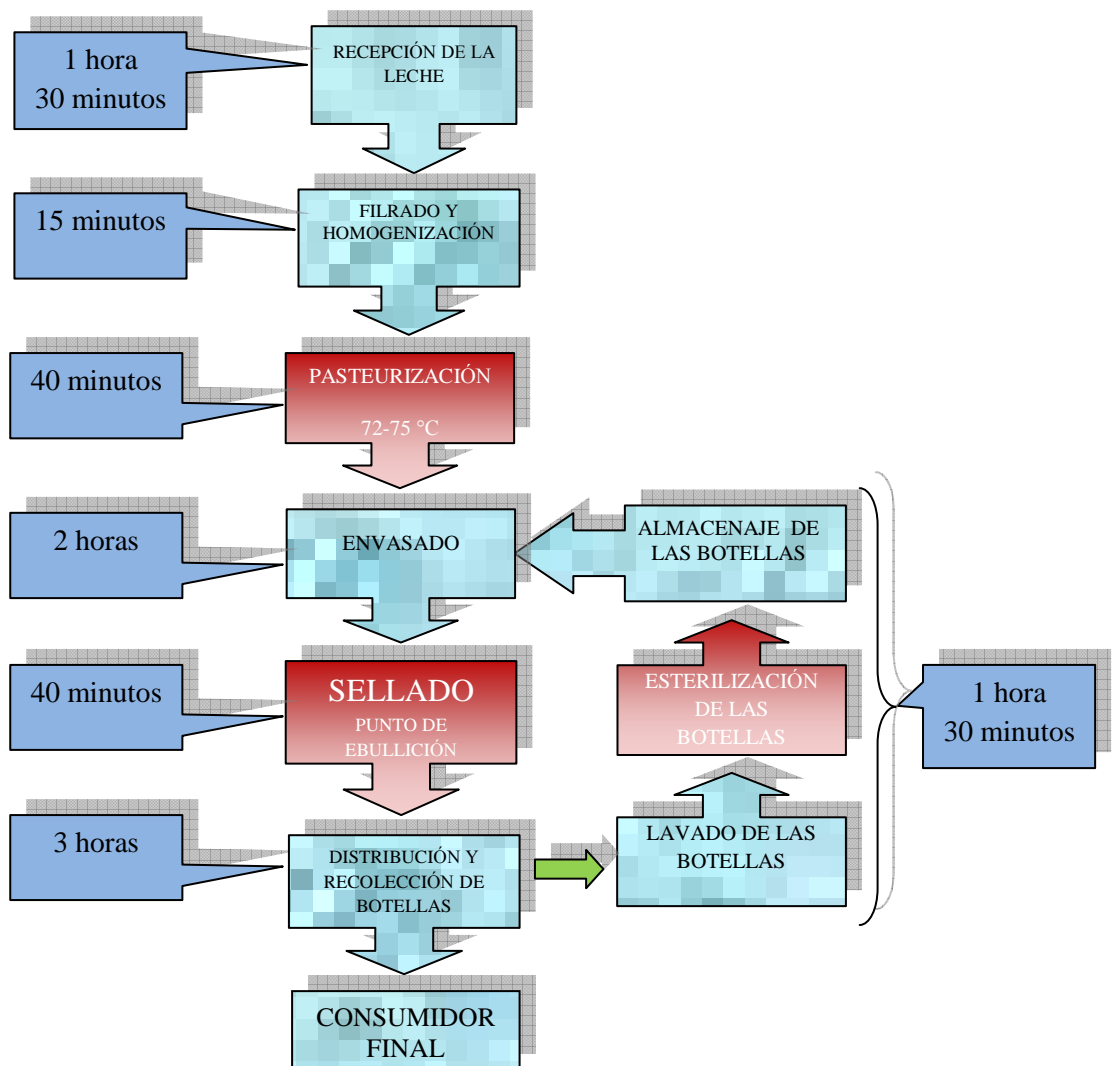 1 hora
30 minutos
RECEPCIÓN DE LA
LECHE
15 minutos
FILRADO Y
HOMOGENIZACIÓN
40 minutos
PASTEURIZACIÓN
72-75 °C
2 horas
ENVASADO
ALMACENAJE DE
LAS BOTELLAS
40 minutos
SELLADO
PUNTO DE
EBULLICIÓN
ESTERILIZACIÓN
DE LAS
BOTELLAS
1 hora
30 minutos
3 horas
DISTRIBUCIÓN Y
RECOLECCIÓN DE
BOTELLAS
LAVADO DE LAS
BOTELLAS
CONSUMIDOR
FINAL